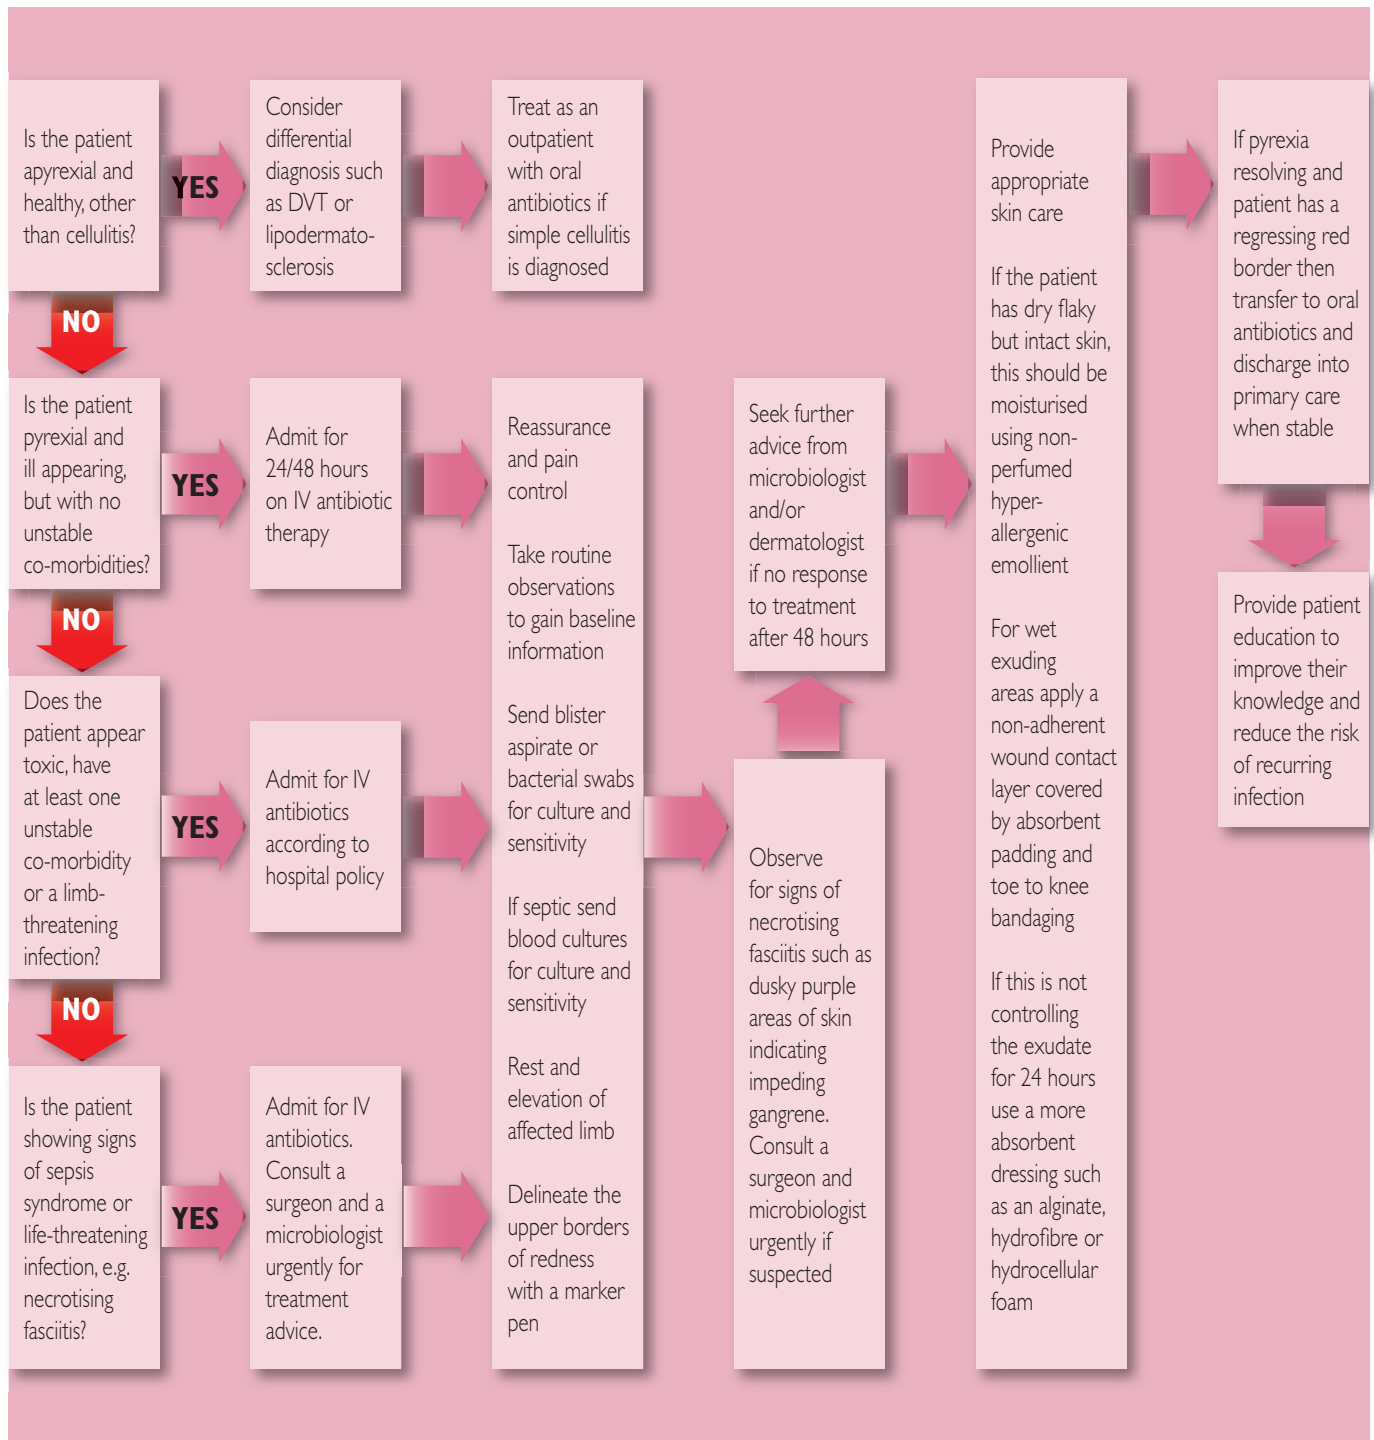 Is the patient
apyrexial and
healthy, other
than cellulitis?
YES
Consider
differential
diagnosis such
as DVT or
lipodermato-
sclerosis
Treat as an
outpatient
with oral
antibiotics if
simple cellulitis
is diagnosed
NO
Is the patient
pyrexial and
ill appearing,
but with no
unstable
co-morbidities?
YES
Admit for
24/48 hours
on IV antibiotic
therapy
NO
Does the
patient appear
toxic, have
at least one
unstable
co-morbidity
or a limb-
threatening
infection?
YES
Admit for IV
antibiotics
according to
hospital policy
NO
Is the patient
showing signs
of sepsis
syndrome or
life-threatening
infection, e.g.
necrotising
fasciitis?
YES
Admit for IV
antibiotics.
Consult a
surgeon and a
microbiologist
urgently for
treatment
advice.
Reassurance
and pain
control
Take routine
observations
to gain baseline
information
Send blister
aspirate or
bacterial swabs
for culture and
sensitivity
If septic send
blood cultures
for culture and
sensitivity
Rest and
elevation of
affected limb
Delineate the
upper borders
of redness
with a marker
pen
Observe
for signs of
necrotising
fasciitis such as
dusky purple
areas of skin
indicating
impeding
gangrene.
Consult a
surgeon and
microbiologist
urgently if
suspected
Seek further
advice from
microbiologist
and/or
dermatologist
if no response
to treatment
after 48 hours
Provide
appropriate
skin care
If the patient
has dry flaky
but intact skin,
this should be
moisturised
using non-
perfumed
hyper-
allergenic
emollient
For wet
exuding
areas apply a
non-adherent
wound contact
layer covered
by absorbent
padding and
toe to knee
bandaging
If this is not
controlling
the exudate
for 24 hours
use a more
absorbent
dressing such
as an alginate,
hydrofibre or
hydrocellular
foam
If pyrexia
resolving and
patient has a
regressing red
border then
transfer to oral
antibiotics and
discharge into
primary care
when stable
Provide patient
education to
improve their
knowledge and
reduce the risk
of recurring
infection